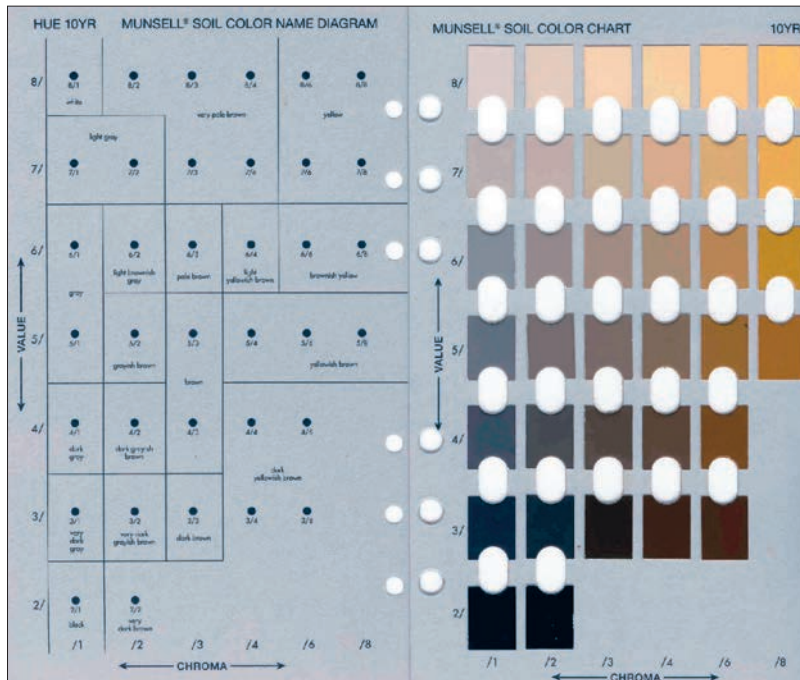 HUE 10YR MUNSELL® SOIL COLOR NAME DIAGRAM
8/
8/1 8/2 8/3 8/4 8/6 8/8
white
very pale brown yellow
light gray
7/
7/1 7/2 7/3 7/4 7/6 7/8
6/
6/1 6/2 6/3 6/4 6/6 6/8
light brownish gray
pale brown
light yellowish brown
brownish yellow
gray
5/
5/1 5/2 5/3 5/4 5/6 5/8
grayish brown
yellowish brown
brown
4/
4/1 4/2 4/3 4/4 4/6
dark gray
dark grayish brown
dark yellowish brown
3/
3/1 3/2 3/3 3/4 3/6
very dark gray
very dark grayish brown
dark brown
2/
2/1 2/2
black
very dark brown
VALUE
/1 /2 /3 /4 /6 /8
CHROMA
MUNSELL® SOIL COLOR CHART 10YR
8/
7/
6/
5/
4/
3/
2/
VALUE
/1 /2 /3 /4 /6 /8
CHROMA